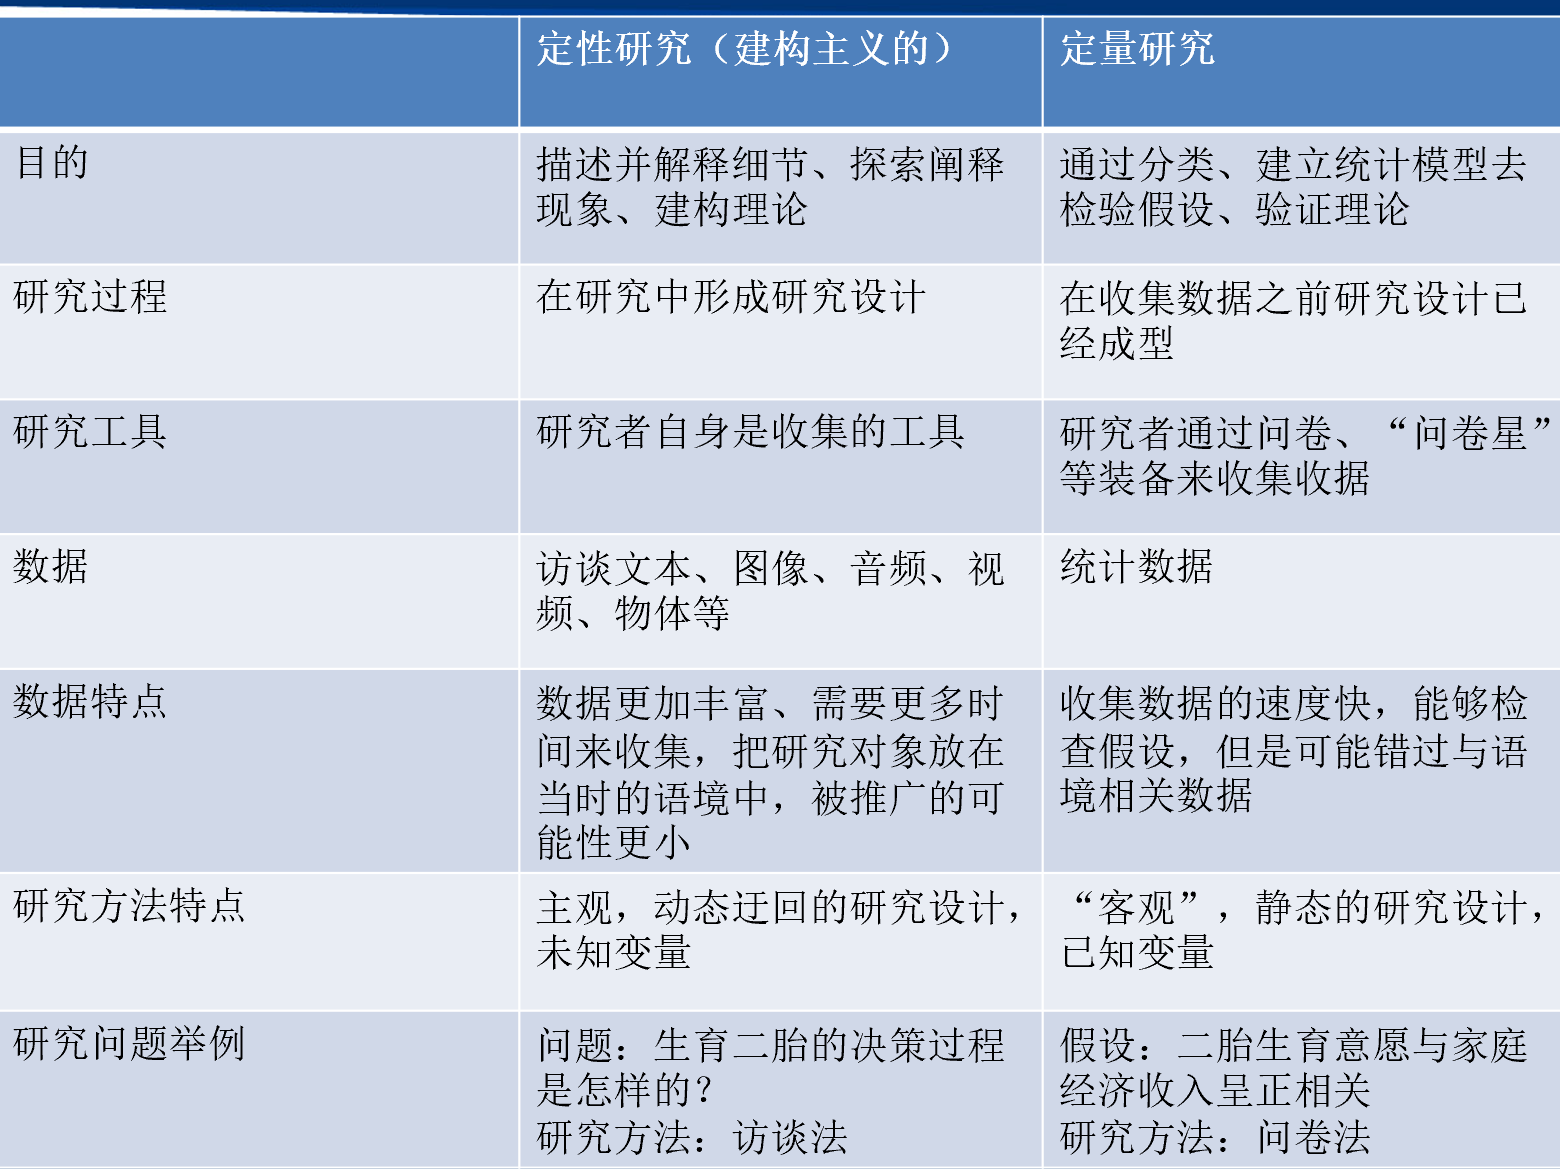 定性研究（建构主义的）
定量研究
目的
描述并解释细节、探索阐释
现象、建构理论
通过分类、建立统计模型去
检验假设、验证理论
研究过程
在研究中形成研究设计
在收集数据之前研究设计已
经成型
研究工具
研究者自身是收集的工具
研究者通过问卷、“问卷星”
等装备来收集收据
数据
访谈文本、图像、音频、视
频、物体等
统计数据
数据特点
数据更加丰富、需要更多时
间来收集，把研究对象放在
当时的语境中，被推广的可
能性更小
收集数据的速度快，能够检
查假设，但是可能错过与语
境相关数据
研究方法特点
主观，动态迂回的研究设计，
未知变量
“客观”，静态的研究设计，
已知变量
研究问题举例
问题：生育二胎的决策过程
是怎样的？
研究方法：访谈法
假设：二胎生育意愿与家庭
经济收入呈正相关
研究方法：问卷法